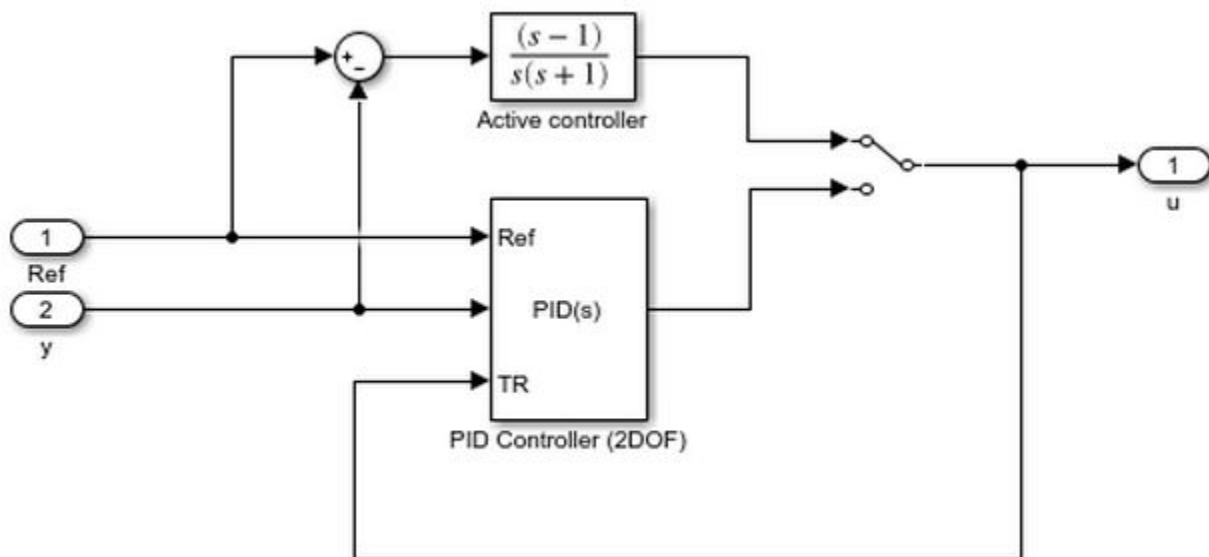 +
-
(s − 1)
s(s + 1)
Active controller
1
Ref
2
y
Ref
PID(s)
TR
PID Controller (2DOF)
1
u